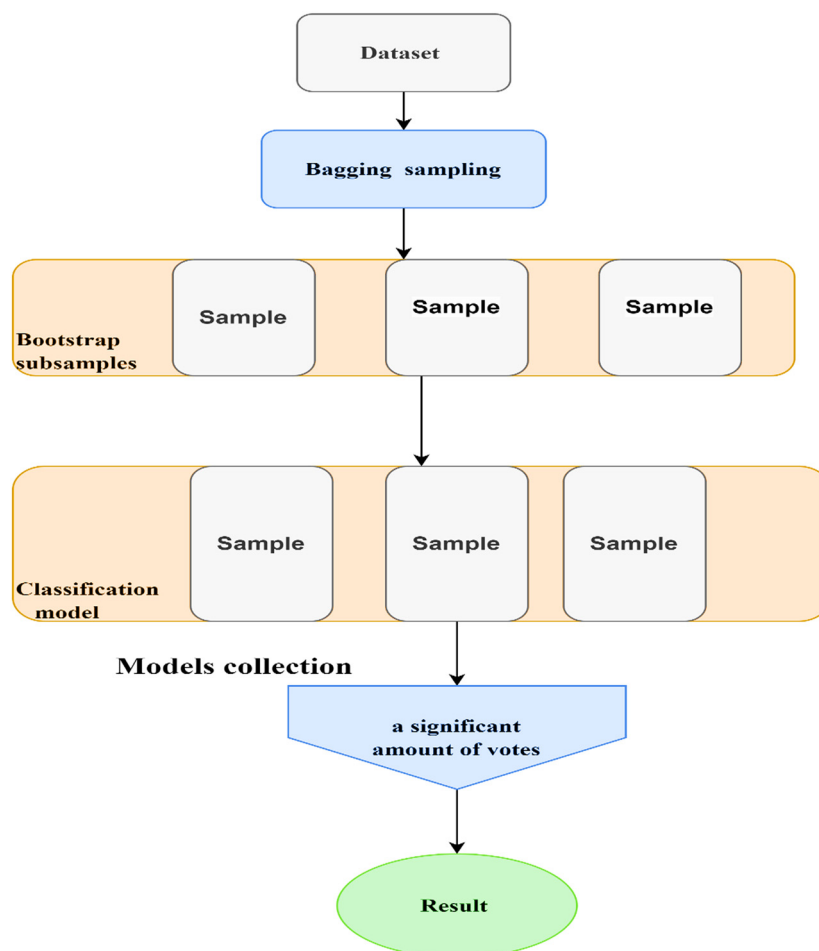 Dataset
Bagging sampling
Sample
Sample
Sample
Bootstrap
subsamples
Sample
Sample
Sample
Classification
model
Models collection
a significant
amount of votes
Result